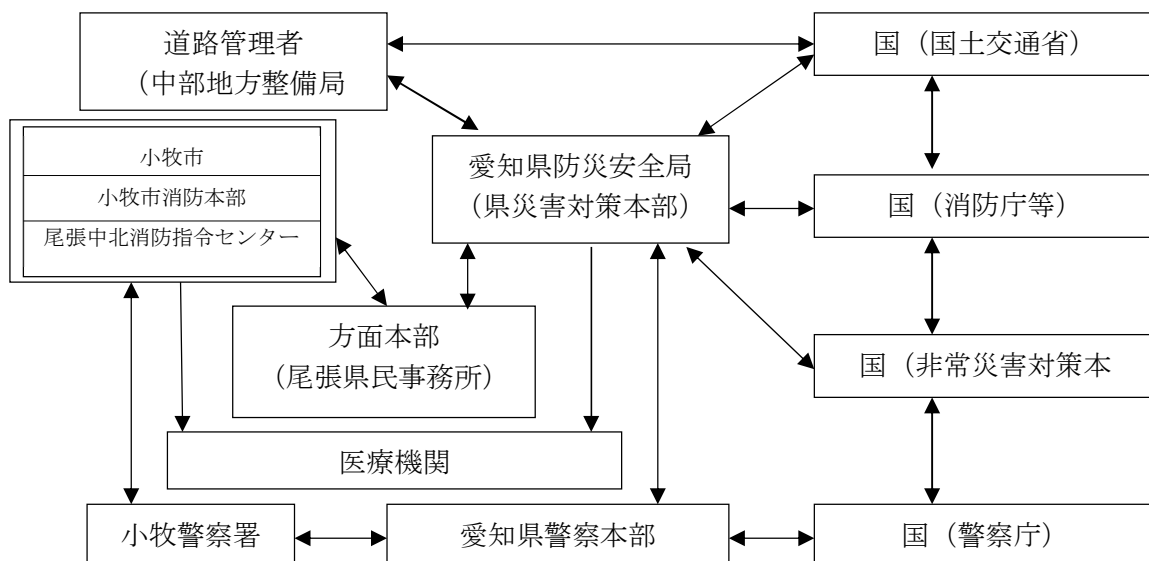 道路管理者
（中部地方整備局
国（国土交通省）
小牧市
小牧市消防本部
尾張中北消防指令センター
愛知県防災安全局
（県災害対策本部）
国（消防庁等）
方面本部
（尾張県民事務所）
国（非常災害対策本
医療機関
小牧警察署
愛知県警察本部
国（警察庁）